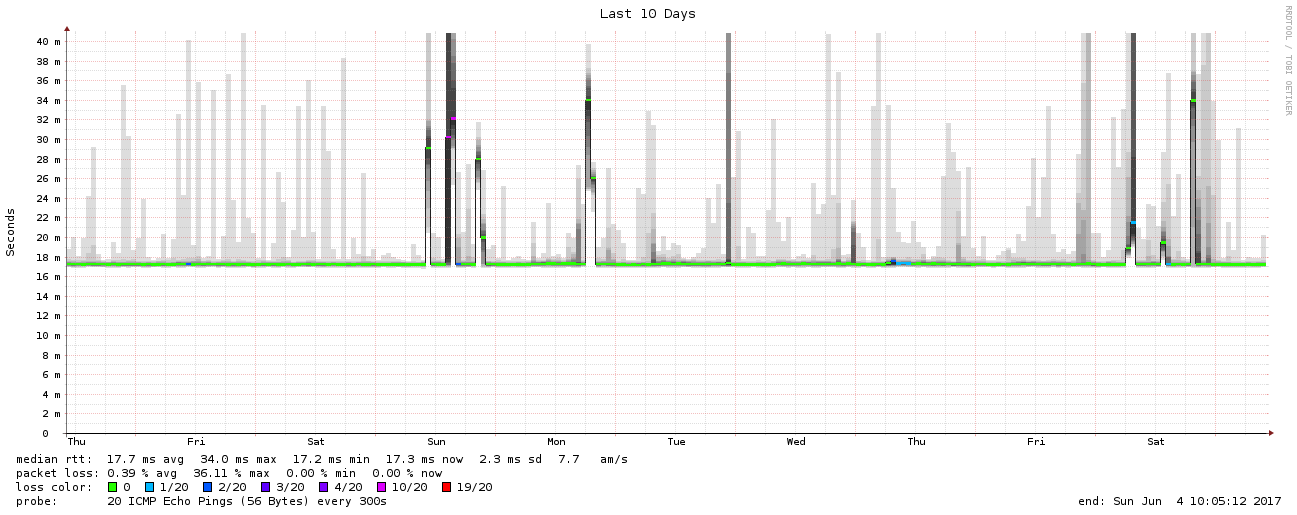 Last 10 Days
RRDTOOL / TOBI OETIKER
Seconds
40 m
38 m
36 m
34 m
32 m
30 m
28 m
26 m
24 m
22 m
20 m
18 m
16 m
14 m
12 m
10 m
8 m
6 m
4 m
2 m
0
Thu Fri Sat Sun Mon Tue Wed Thu Fri Sat
median rtt: 17.7 ms avg 34.0 ms max 17.2 ms min 17.3 ms now 2.3 ms sd 7.7 am/s
packet loss: 0.39 % avg 36.11 % max 0.00 % min 0.00 % now
loss color: 0 1/20 2/20 3/20 4/20 10/20 19/20
probe: 20 ICMP Echo Pings (56 Bytes) every 300s end: Sun Jun 4 10:05:12 2017